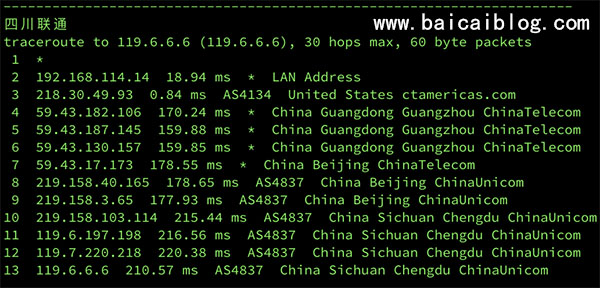 www.baicaiblog.com
四川联通
traceroute to 119.6.6.6 (119.6.6.6), 30 hops max, 60 byte packets
1 *
2 192.168.114.14 18.94 ms * LAN Address
3 218.30.49.93 0.84 ms AS4134 United States ctamericas.com
4 59.43.182.106 170.24 ms * China Guangdong Guangzhou ChinaTelecom
5 59.43.187.145 159.88 ms * China Guangdong Guangzhou ChinaTelecom
6 59.43.130.157 159.85 ms * China Guangdong Guangzhou ChinaTelecom
7 59.43.17.173 178.55 ms * China Beijing ChinaTelecom
8 219.158.40.165 178.65 ms AS4837 China Beijing ChinaUnicom
9 219.158.3.65 177.93 ms AS4837 China Beijing ChinaUnicom
10 219.158.103.114 215.44 ms AS4837 China Sichuan Chengdu ChinaUnicom
11 119.6.197.198 216.56 ms AS4837 China Sichuan Chengdu ChinaUnicom
12 119.7.220.218 220.38 ms AS4837 China Sichuan Chengdu ChinaUnicom
13 119.6.6.6 210.57 ms AS4837 China Sichuan Chengdu ChinaUnicom